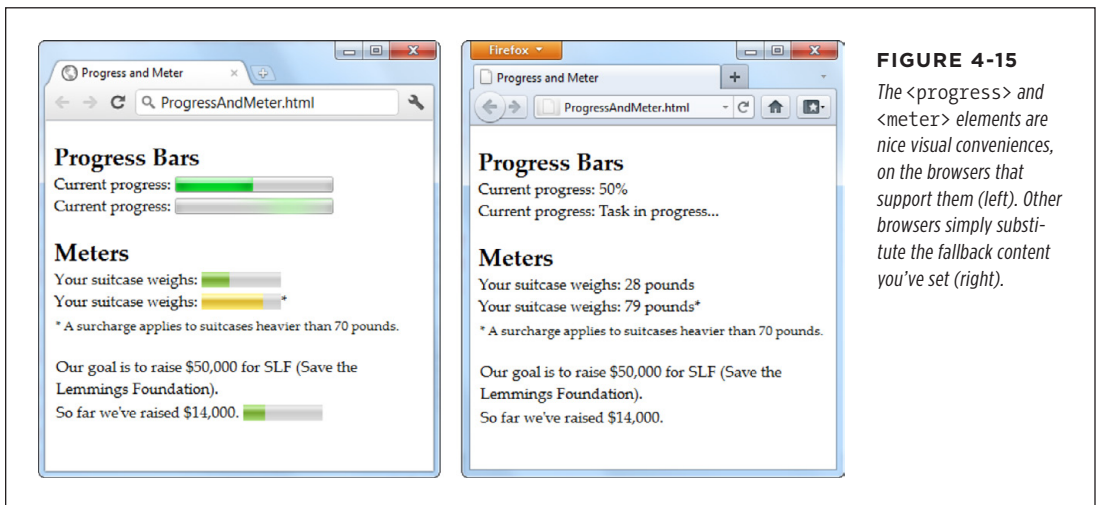 Progress and Meter
ProgressAndMeter.html
Progress Bars
Current progress:
Current progress:
Meters
Your suitcase weighs:
Your suitcase weighs: *
* A surcharge applies to suitcases heavier than 70 pounds.
Our goal is to raise $50,000 for SLF (Save the
Lemmings Foundation).
So far we've raised $14,000.
Firefox
Progress and Meter
ProgressAndMeter.html
Progress Bars
Current progress: 50%
Current progress: Task in progress...
Meters
Your suitcase weighs: 28 pounds
Your suitcase weighs: 79 pounds*
* A surcharge applies to suitcases heavier than 70 pounds.
Our goal is to raise $50,000 for SLF (Save the
Lemmings Foundation).
So far we've raised $14,000.
FIGURE 4-15
The <progress> and
<meter> elements are
nice visual conveniences,
on the browsers that
support them (left). Other
browsers simply substi-
tute the fallback content
you've set (right).